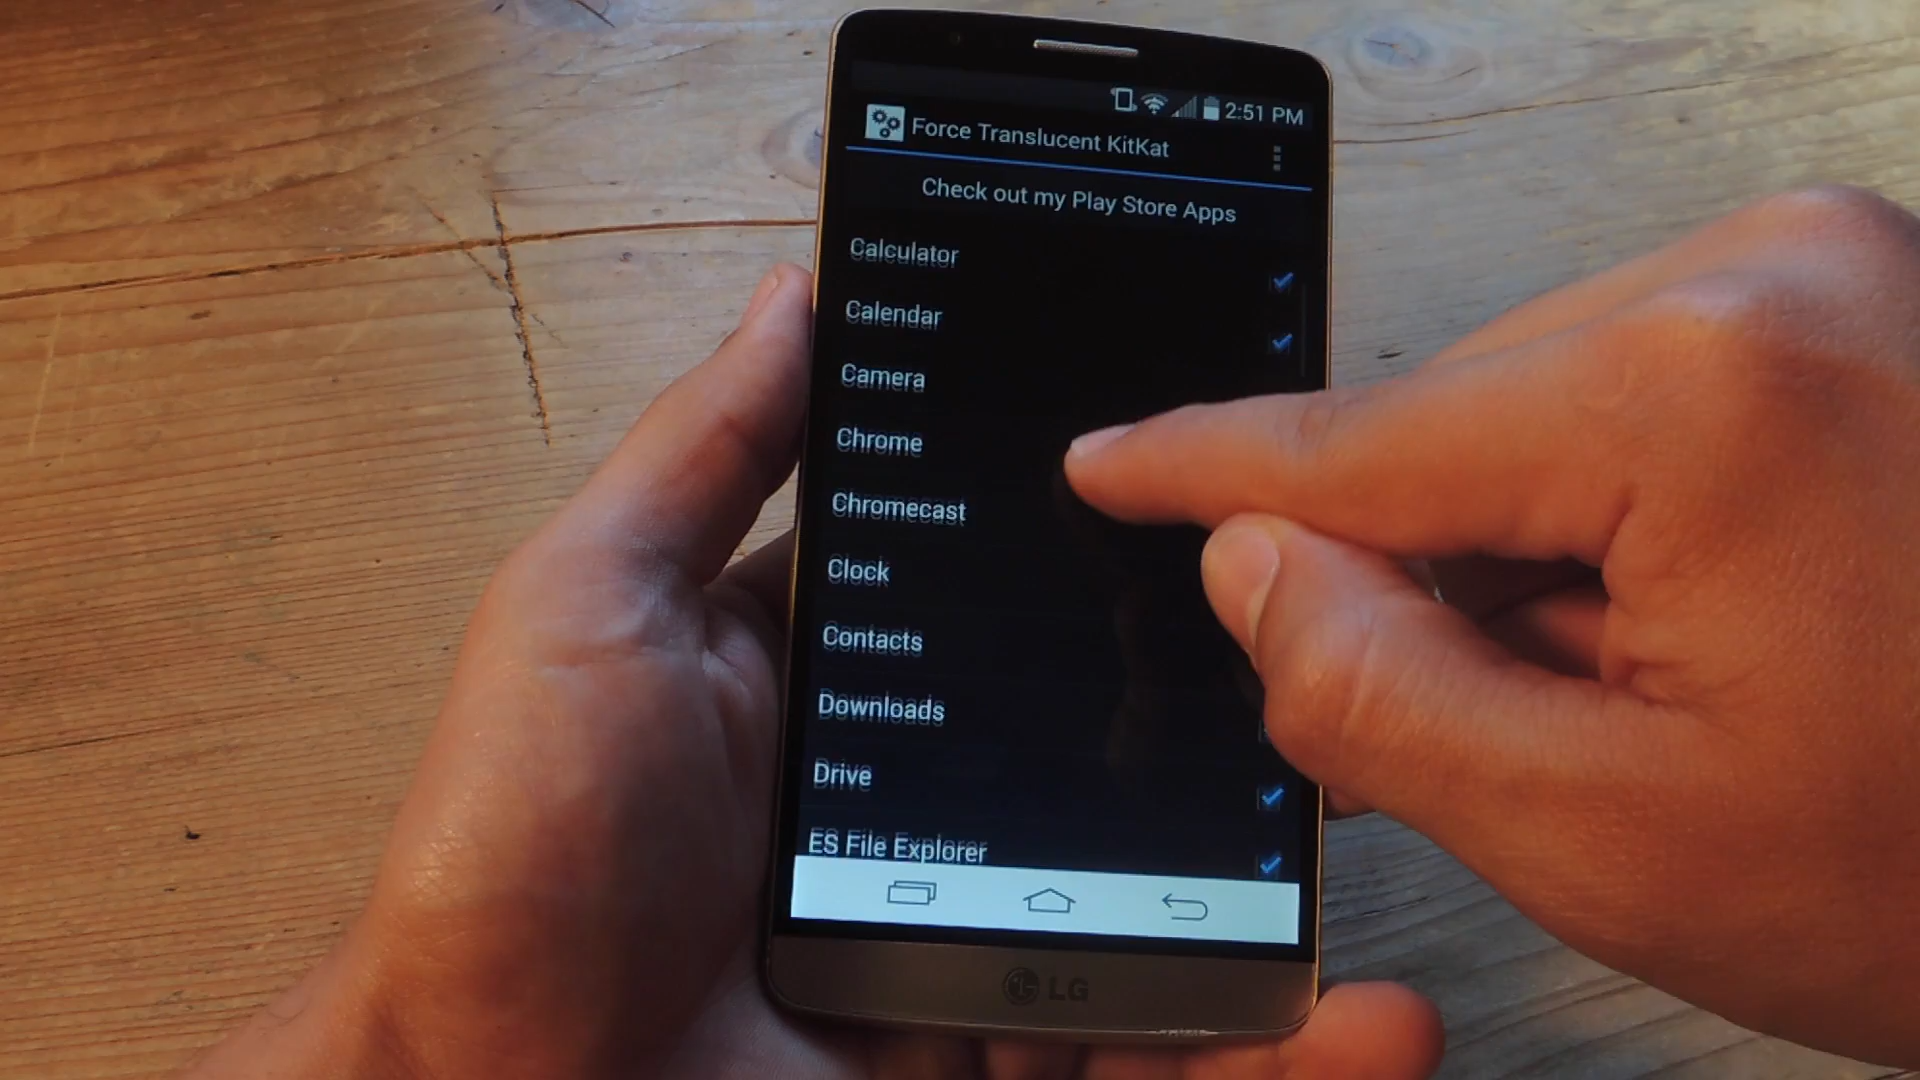 2:51 PM
Force Translucent KitKat
Check out my Play Store Apps
Calculator
Calendar
Camera
Chrome
Chromecast
Clock
Contacts
Downloads
Drive
ES File Explorer
LG